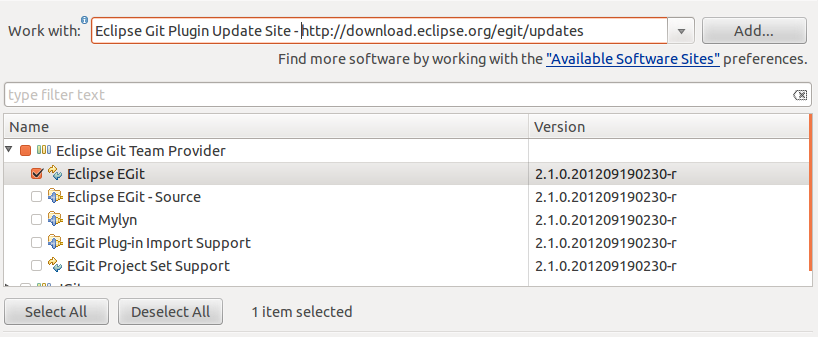 Work with: Eclipse Git Plugin Update Site - http://download.eclipse.org/egit/updates Add...
Find more software by working with the "Available Software Sites" preferences.
type filter text
Name Version
Eclipse Git Team Provider
Eclipse EGit 2.1.0.201209190230-r
Eclipse EGit - Source 2.1.0.201209190230-r
EGit Mylyn 2.1.0.201209190230-r
EGit Plug-in Import Support 2.1.0.201209190230-r
EGit Project Set Support 2.1.0.201209190230-r
Select All Deselect All 1 item selected